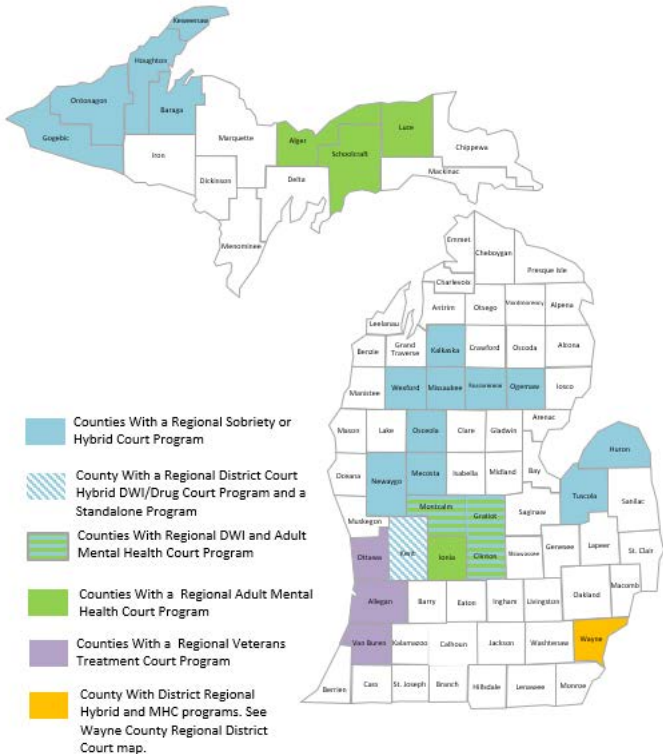 Keweenaw
Houghton
Ontonagon
Baraga
Gogebic
Marquette
Iron
Alger
Luce
Schoolcraft
Chippewa
Mackinac
Dickinson
Delta
Menominee
Emmet
Cheboygan
Presque Isle
Charlevoix
Antrim
Otsego
Montmorency
Alpena
Leelanau
Benzie
Grand
Traverse
Kalkaska
Crawford
Oscoda
Alcona
Manistee
Wexford
Missaukee
Roscommon
Ogemaw
Iosco
Arenac
Mason
Lake
Osceola
Clare
Gladwin
Huron
Oceana
Newaygo
Mecosta
Isabella
Midland
Bay
Tuscola
Sanilac
Montcalm
Gratiot
Saginaw
Muskegon
Ottawa
Kent
Ionia
Clinton
Shiawassee
Genesee
Lapeer
St. Clair
Allegan
Barry
Eaton
Ingham
Livingston
Oakland
Macomb
Van Buren
Kalamazoo
Calhoun
Jackson
Washtenaw
Wayne
Berrien
Cass
St. Joseph
Branch
Hillsdale
Lenawee
Monroe
Counties With a Regional Sobriety or
Hybrid Court Program
County With a Regional District Court
Hybrid DWI/Drug Court Program and a
Standalone Program
Counties With Regional DWI and Adult
Mental Health Court Program
Counties With a Regional Adult Mental
Health Court Program
Counties With a Regional Veterans
Treatment Court Program
County With District Regional
Hybrid and MHC programs. See
Wayne County Regional District
Court map.